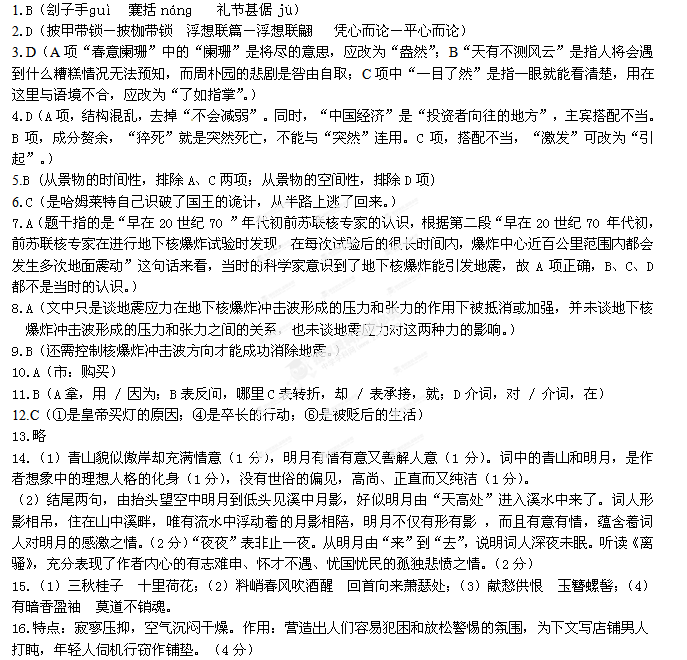 1.B（刽子手guì　囊括 náng　礼节甚倨 jù）
2.D（披甲带锁—披枷带锁　浮想联篇—浮想联翩　凭心而论—平心而论）
3.D（A 项“春意阑珊”中的“阑珊”是将尽的意思，应改为“盎然”；B“天有不测风云”是指人将会遇
到什么糟糕情况无法预知，而周朴园的悲剧是咎由自取；C 项中“一目了然”是指一眼就能看清楚，用在
这里与语境不合，应改为“了如指掌”。）
4.D（A 项，结构混乱，去掉“不会减弱”。同时，“中国经济”是“投资者向往的地方”，主宾搭配不当。
B 项，成分赘余，“猝死”就是突然死亡，不能与“突然”连用。C 项，搭配不当，“激发”可改为“引
起”。）
5.B（从景物的时间性，排除 A、C 两项；从景物的空间性，排除 D 项）
6.C（是哈姆莱特自己识破了国王的诡计，从半路上逃了回来。）
7.A（题干指的是“早在 20 世纪 70 ”年代初前苏联核专家的认识，根据第二段“早在 20 世纪 70 年代初，
前苏联核专家在进行地下核爆炸试验时发现，在每次试验后的很长时间内，爆炸中心近百公里范围内都会
发生多次地面震动”这句话来看，当时的科学家意识到了地下核爆炸能引发地震，故 A 项正确，B、C、D
都不是当时的认识。）
8.A（文中只是谈地震应力在地下核爆炸冲击波形成的压力和张力的作用下被抵消或加强，并未谈地下核
爆炸冲击波形成的压力和张力之间的关系，也未谈地震应力对这两种力的影响。）
9.B（还需控制核爆炸冲击波方向才能成功消除地震。）
10.A（市：购买）
11.B（A 拿，用 / 因为；B 表反问，哪里 C 表转折，却 / 表承接，就；D 介词，对 / 介词，在）
12.C（①是皇帝买灯的原因；④是卒长的行动；⑥是被贬后的生活）
13.略
14.（1）青山貌似傲岸却充满情意（1 分），明月有情有意又善解人意（1 分）。词中的青山和明月，是作
者想象中的理想人格的化身（1 分），没有世俗的偏见，高尚、正直而又纯洁（1 分）。
（2）结尾两句，由抬头望空中明月到低头见溪中月影，好似明月由“天高处”进入溪水中来了。词人形
影相吊，住在山中溪畔，唯有流水中浮动着的月影相陪，明月不仅有形有影 ，而且有意有情，蕴含着词
人对明月的感激之情。（2 分）“夜夜”表非止一夜。从明月由“来”到“去”，说明词人深夜未眠。听读《离
骚》，充分表现了作者内心的有志难申、怀才不遇、忧国忧民的孤独悲愤之情。（2 分）
15.（1）三秋桂子　十里荷花；（2）料峭春风吹酒醒　回首向来萧瑟处；（3）献愁供恨　玉簪螺髻；（4）
有暗香盈袖　莫道不销魂。
16.特点：寂寥压抑，空气沉闷干燥。作用：营造出人们容易犯困和放松警惕的氛围，为下文写店铺男人
打盹，年轻人伺机行窃作铺垫。（4 分）